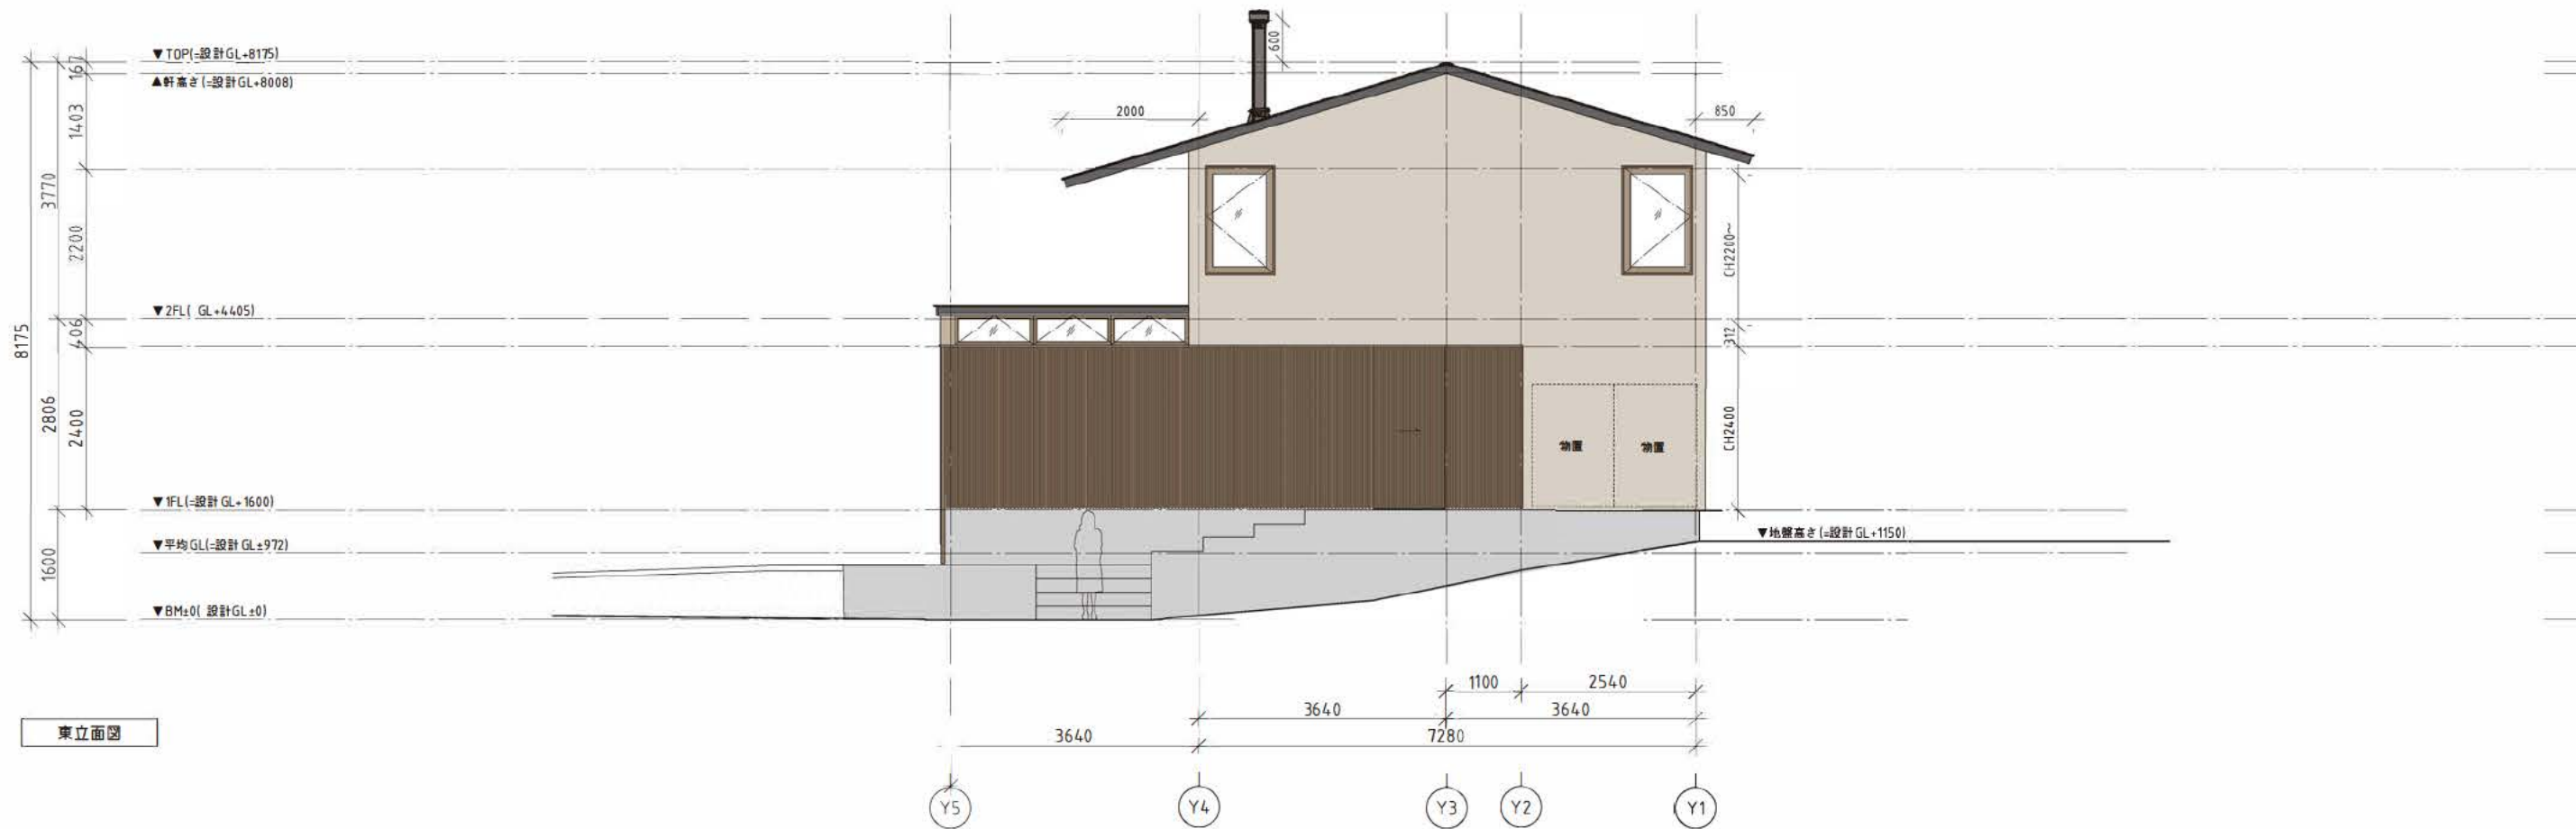 ▼TOP(=設計GL+8175)
▲軒高さ(=設計GL+8008)
▼2FL( GL+4405)
▼1FL(=設計GL+1600)
▼平均GL(=設計GL±972)
▼BM±0( 設計GL±0)
8175
3770
2806
1600
167
1403
2200
406
2400
600
2000
850
CH2200~
312
CH2400
物置
物置
▼地盤高さ(=設計GL+1150)
1100
2540
3640
3640
3640
7280
東立面図
Y5
Y4
Y3
Y2
Y1